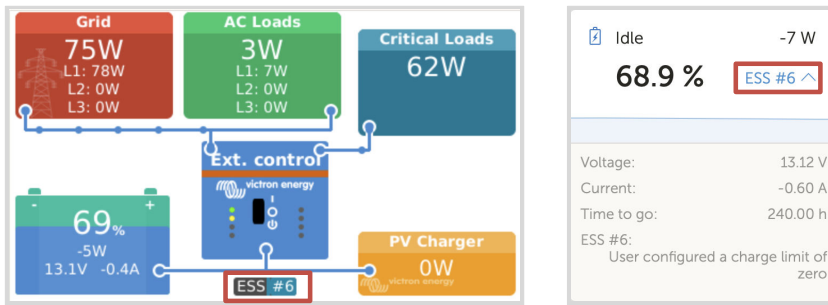 Grid
75W
L1: 78W
L2: 0W
L3: 0W
AC Loads
3W
L1: 7W
L2: 0W
L3: 0W
Critical Loads
62W
Ext. control
victron energy
- +
69%
-5W
13.1V -0.4A
PV Charger
0W
victron energy
ESS #6
Idle -7 W
68.9 % ESS #6
Voltage: 13.12 V
Current: -0.60 A
Time to go: 240.00 h
ESS #6:
User configured a charge limit of
zero